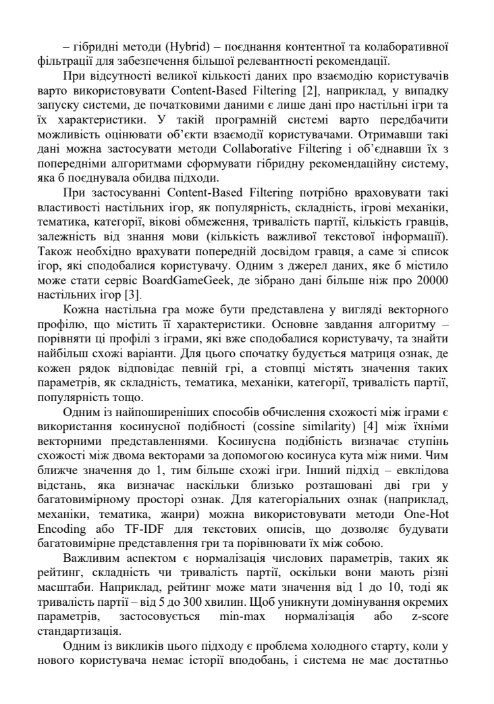 – гібридні методи (Hybrid) – поєднання контентної та колаборативної
фільтрації для забезпечення більшої релевантності рекомендації.
При відсутності великої кількості даних про взаємодію користувачів
варто використовувати Content-Based Filtering [2], наприклад, у випадку
запуску системи, де початковими даними є лише дані про настільні ігри та
їх характеристики. У такій програмній системі варто передбачити
можливість оцінювати об’єкти взаємодії користувачами. Отримавши такі
дані можна застосувати методи Collaborative Filtering і об’єднавши їх з
попередніми алгоритмами сформувати гібридну рекомендаційну систему,
яка б поєднувала обидва підходи.
При застосуванні Content-Based Filtering потрібно враховувати такі
властивості настільних ігор, як популярність, складність, ігрові механіки,
тематика, категорії, вікові обмеження, тривалість партії, кількість гравців,
залежність від знання мови (кількість важливої текстової інформації).
Також необхідно врахувати попередній досвідом гравця, а саме зі список
ігор, які сподобалися користувачу. Одним з джерел даних, яке б містило
може стати сервіс BoardGameGeek, де зібрано дані більше ніж про 20000
настільних ігор [3].
Кожна настільна гра може бути представлена у вигляді векторного
профілю, що містить її характеристики. Основне завдання алгоритму –
порівняти ці профілі з іграми, які вже сподобалися користувачу, та знайти
найбільш схожі варіанти. Для цього спочатку будується матриця ознак, де
кожен рядок відповідає певній грі, а стовпці містять значення таких
параметрів, як складність, тематика, механіки, категорії, тривалість партії,
популярність тощо.
Одним із найпоширеніших способів обчислення схожості між іграми є
використання косинусної подібності (cossine similarity) [4] між їхніми
векторними представленнями. Косинусна подібність визначає ступінь
схожості між двома векторами за допомогою косинуса кута між ними. Чим
ближче значення до 1, тим більше схожі ігри. Інший підхід – евклідова
відстань, яка визначає наскільки близько розташовані дві гри у
багатовимірному просторі ознак. Для категоріальних ознак (наприклад,
механіки, тематика, жанри) можна використовувати методи One-Hot
Encoding або TF-IDF для текстових описів, що дозволяє будувати
багатовимірне представлення гри та порівнювати їх між собою.
Важливим аспектом є нормалізація числових параметрів, таких як
рейтинг, складність чи тривалість партії, оскільки вони мають різні
масштаби. Наприклад, рейтинг може мати значення від 1 до 10, тоді як
тривалість партії – від 5 до 300 хвилин. Щоб уникнути домінування окремих
параметрів, застосовується min-max нормалізація або z-score
стандартизація.
Одним із викликів цього підходу є проблема холодного старту, коли у
нового користувача немає історії вподобань, і система не має достатньо